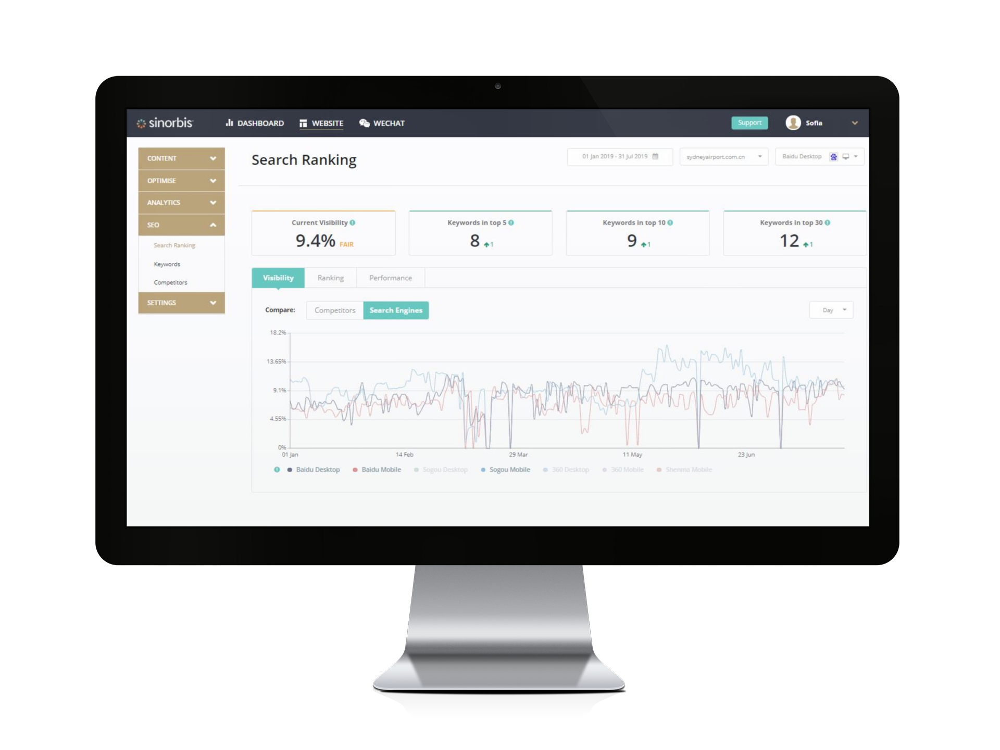 sinorbis
DASHBOARD
WEBSITE
WECHAT
Support
Sofia
CONTENT
OPTIMISE
ANALYTICS
SEO
Search Ranking
Keywords
Competitors
SETTINGS
Search Ranking
01 Jan 2019 - 31 Jul 2019
sydneyairport.com.cn
Baidu Desktop
Current Visibility
9.4% FAIR
Keywords in top 5
8 1
Keywords in top 10
9 1
Keywords in top 30
12 1
Visibility
Ranking
Performance
Compare:
Competitors
Search Engines
Day
18.2%
13.65%
9.1%
4.55%
0%
01 Jan
14 Feb
29 Mar
11 May
23 Jun
Baidu Desktop
Baidu Mobile
Sogou Desktop
Sogou Mobile
360 Desktop
360 Mobile
Shenma Mobile